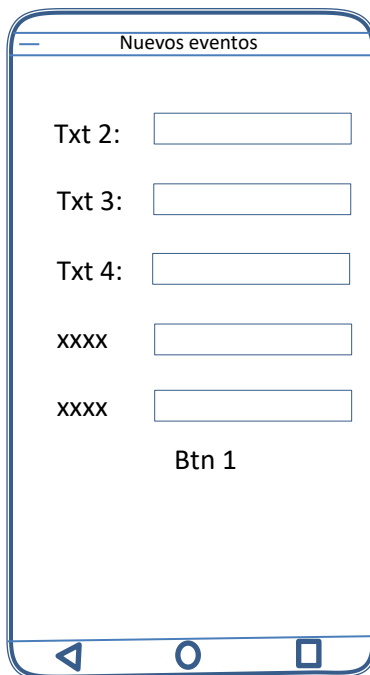 Nuevos eventos
Txt 2:
Txt 3:
Txt 4:
xxxx
xxxx
Btn 1